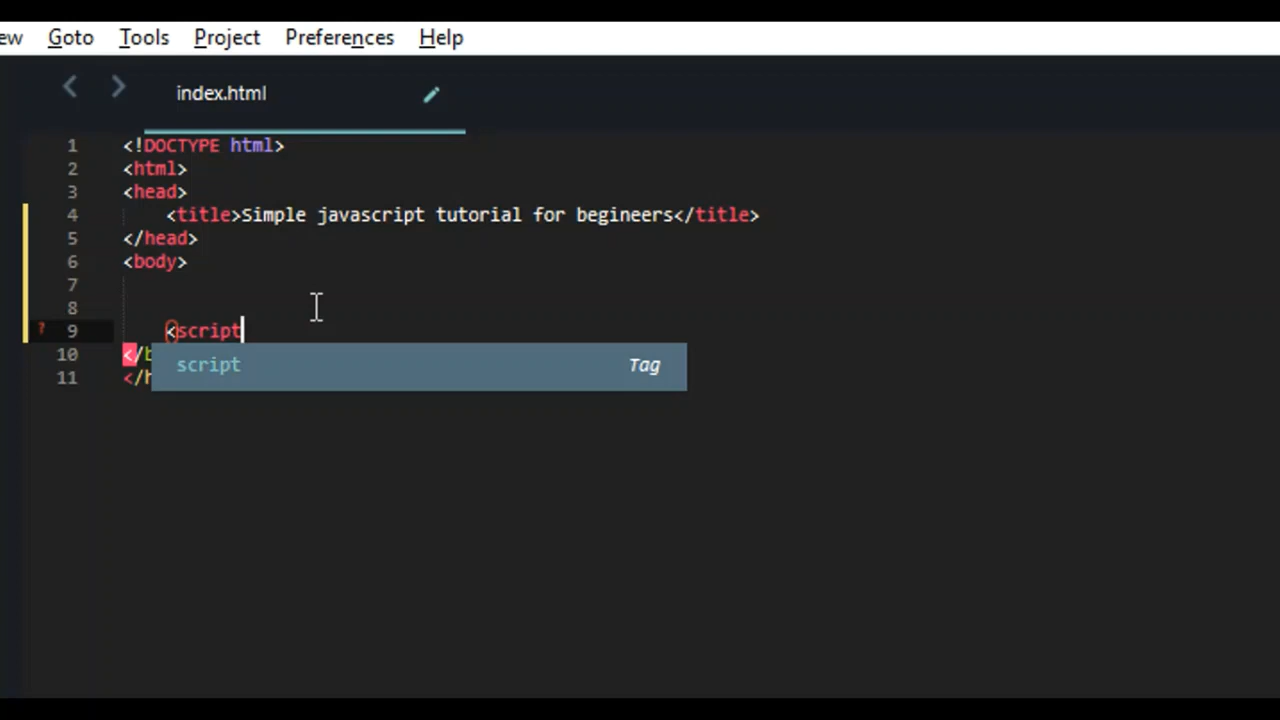 ew Goto Tools Project Preferences Help
index.html
1 <!DOCTYPE html>
2 <html>
3 <head>
4 <title>Simple javascript tutorial for begineers</title>
5 </head>
6 <body>
7
8
? 9 <script
10 </b
script Tag
11 </h